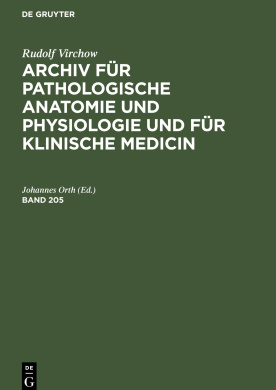 DE GRUYTER
Rudolf Virchow
ARCHIV FÜR
PATHOLOGISCHE
ANATOMIE UND
PHYSIOLOGIE UND FÜR
KLINISCHE MEDICIN
Johannes Orth (Ed.)
BAND 205
DE
G